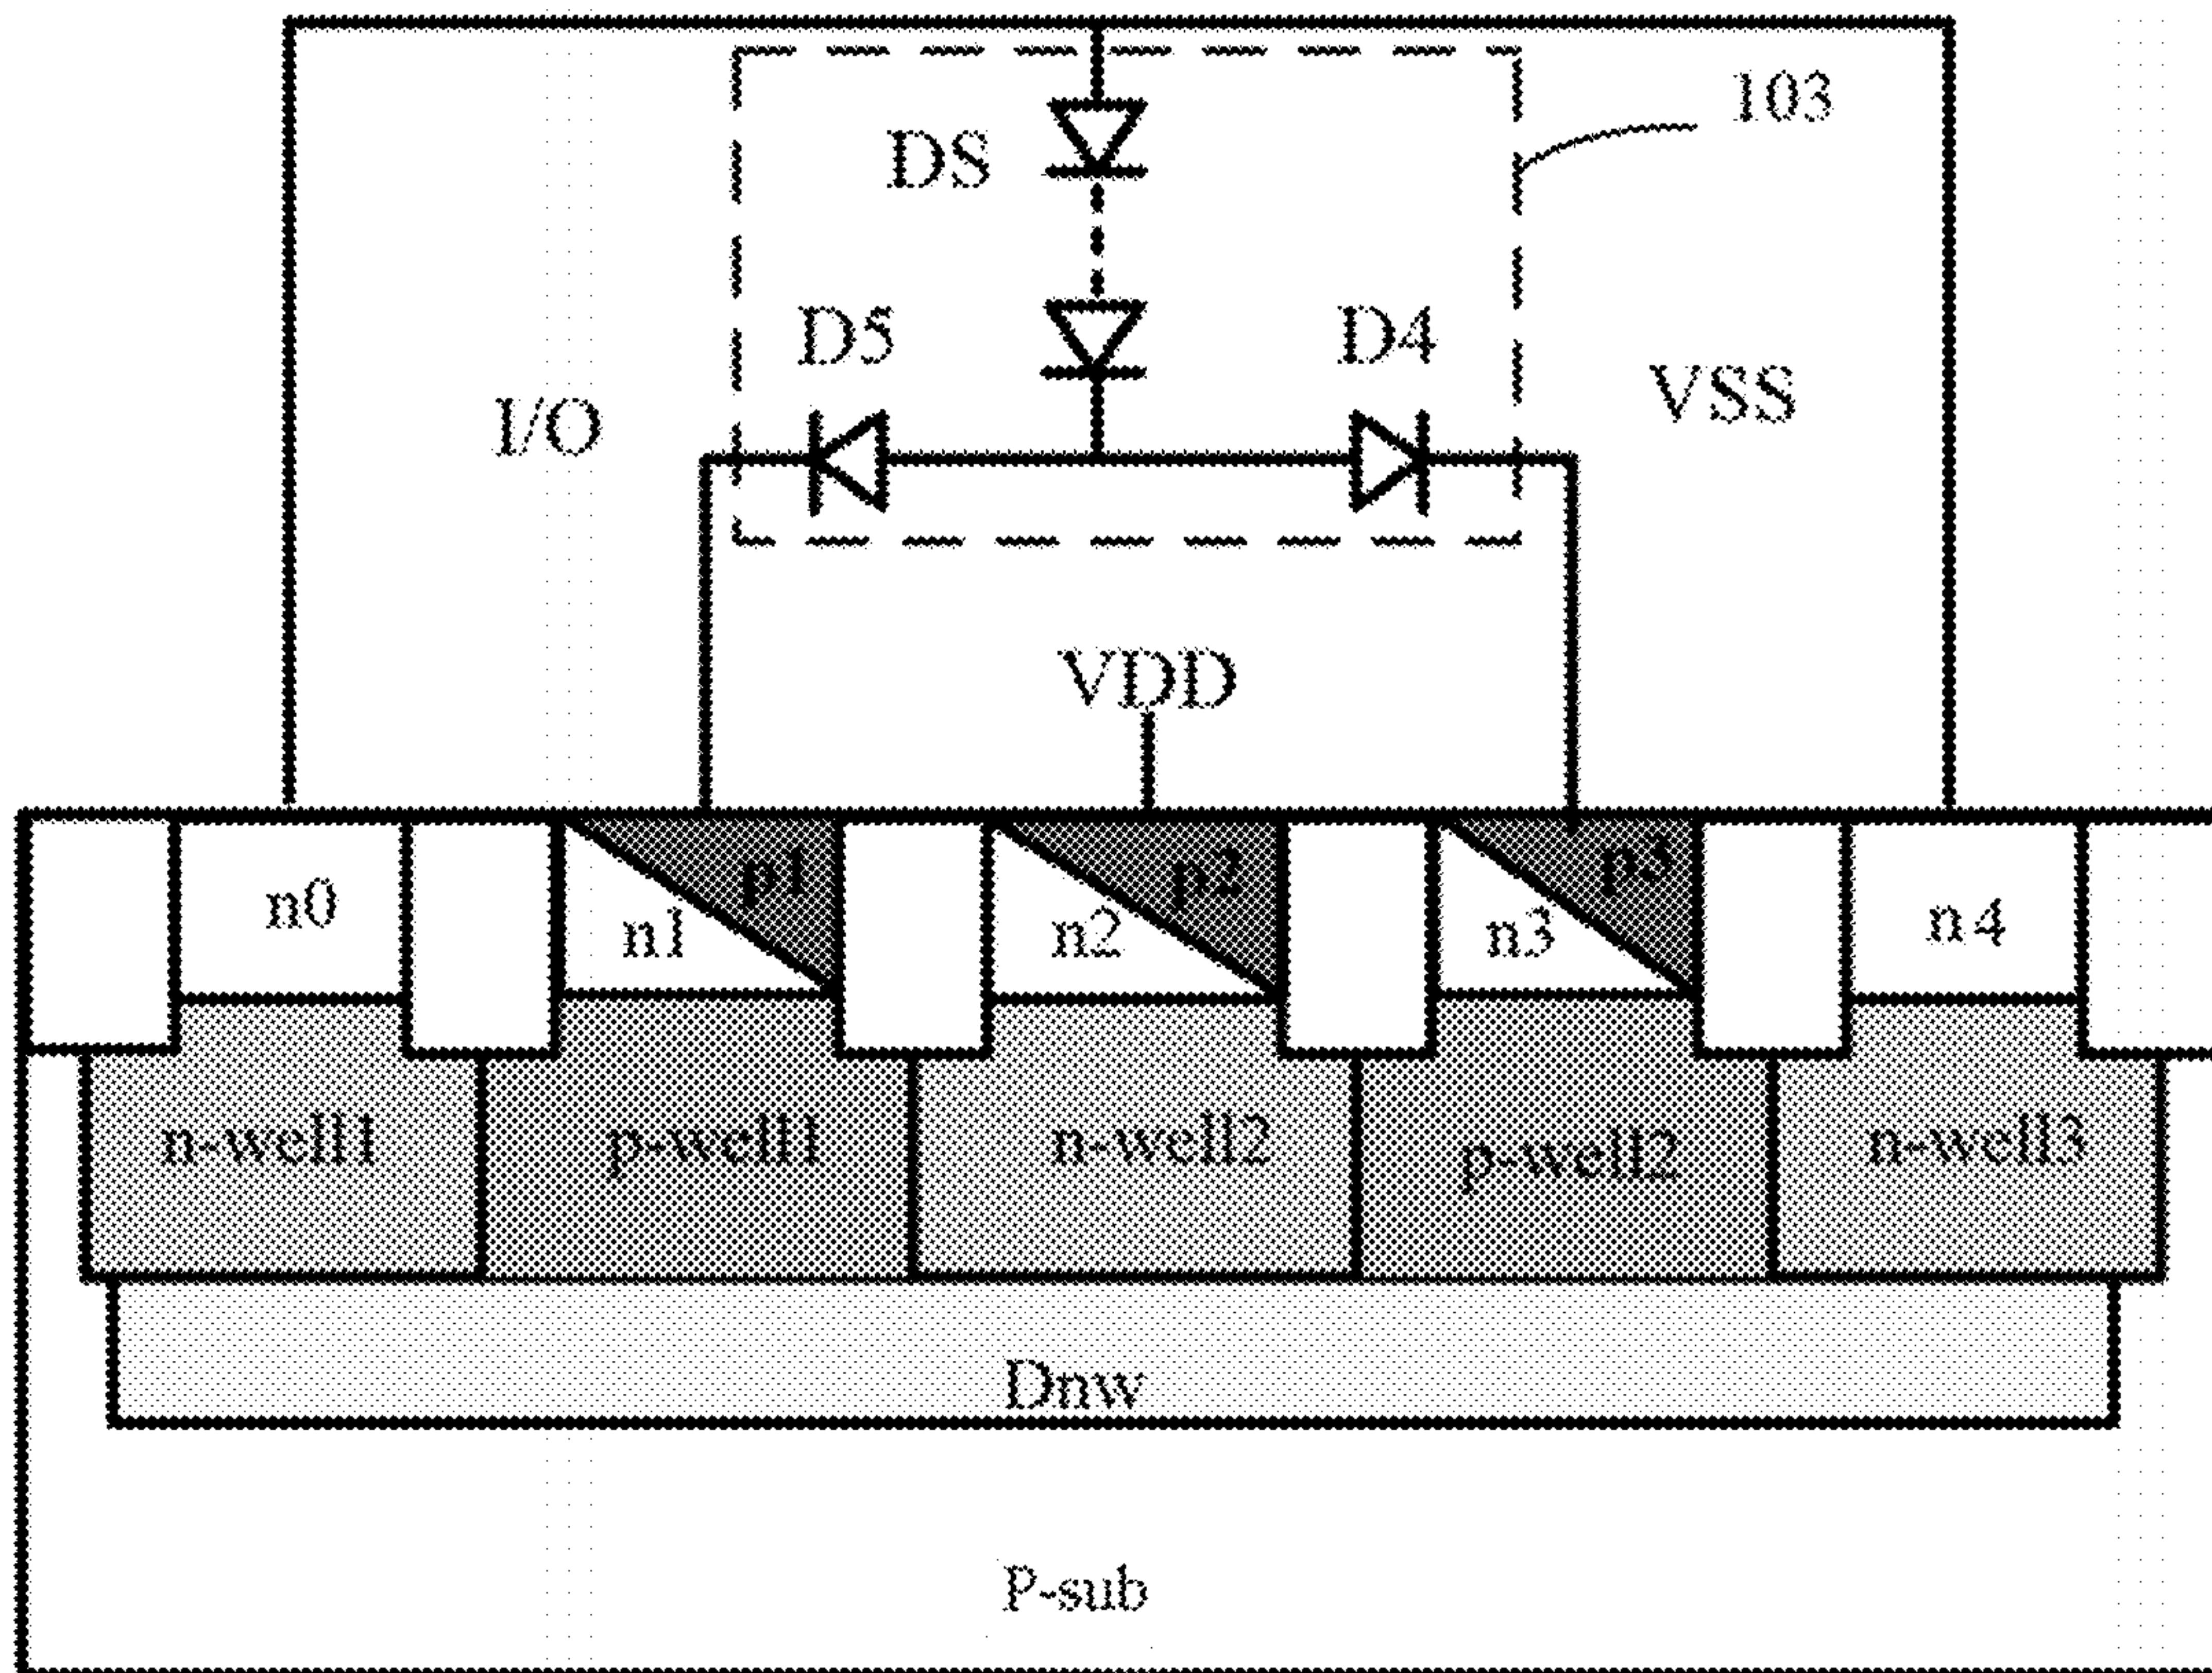 103
DS
D5
D4
I/O
VSS
VDD
n0
n1
p1
n2
p2
n3
p3
n4
n-well1
p-well1
n-well2
p-well2
n-well3
Dnw
P-sub